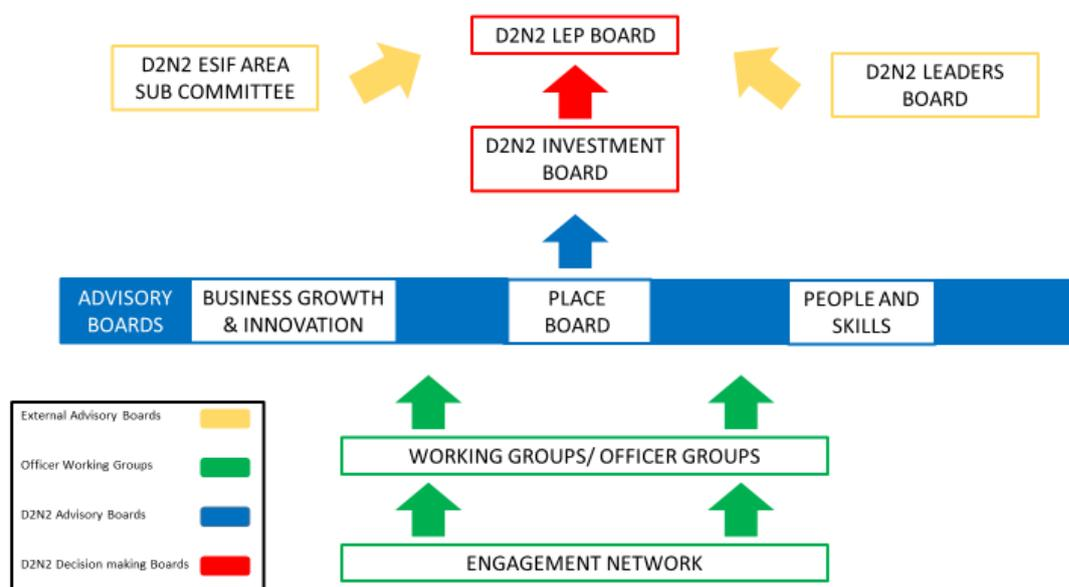 D2N2 LEP BOARD
D2N2 ESIF AREA
SUB COMMITTEE
D2N2 LEADERS
BOARD
D2N2 INVESTMENT
BOARD
ADVISORY
BOARDS
BUSINESS GROWTH
& INNOVATION
PLACE
BOARD
PEOPLE AND
SKILLS
WORKING GROUPS/ OFFICER GROUPS
ENGAGEMENT NETWORK
External Advisory Boards
Officer Working Groups
D2N2 Advisory Boards
D2N2 Decision making Boards